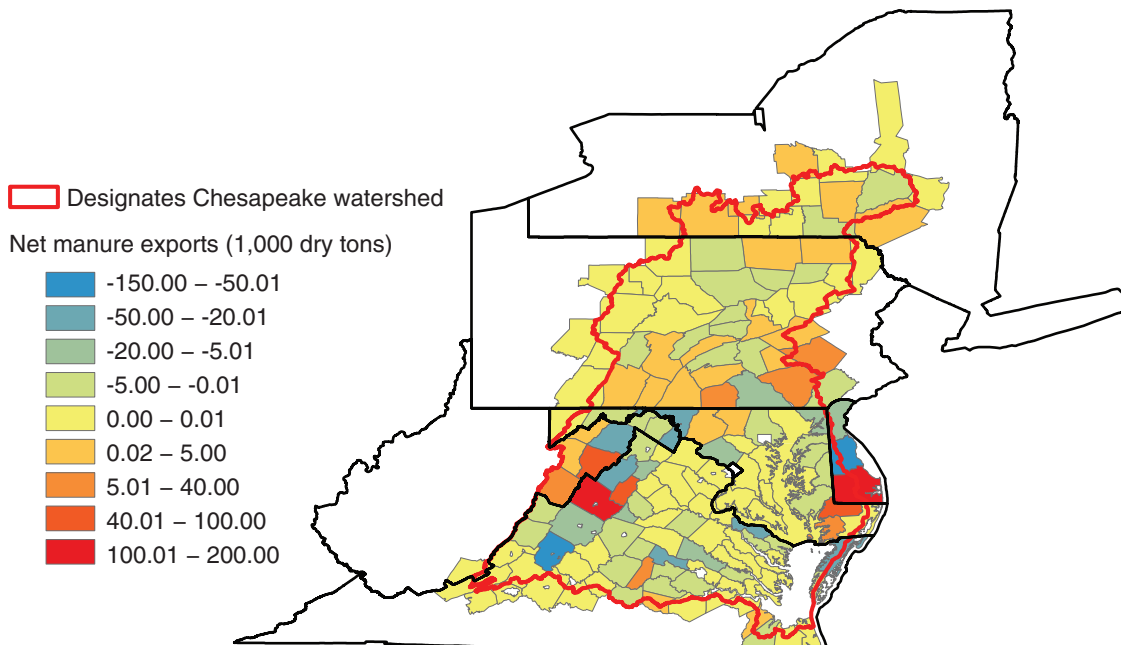 Designates Chesapeake watershed
Net manure exports (1,000 dry tons)
-150.00 – -50.01
-50.00 – -20.01
-20.00 – -5.01
-5.00 – -0.01
0.00 – 0.01
0.02 – 5.00
5.01 – 40.00
40.01 – 100.00
100.01 – 200.00